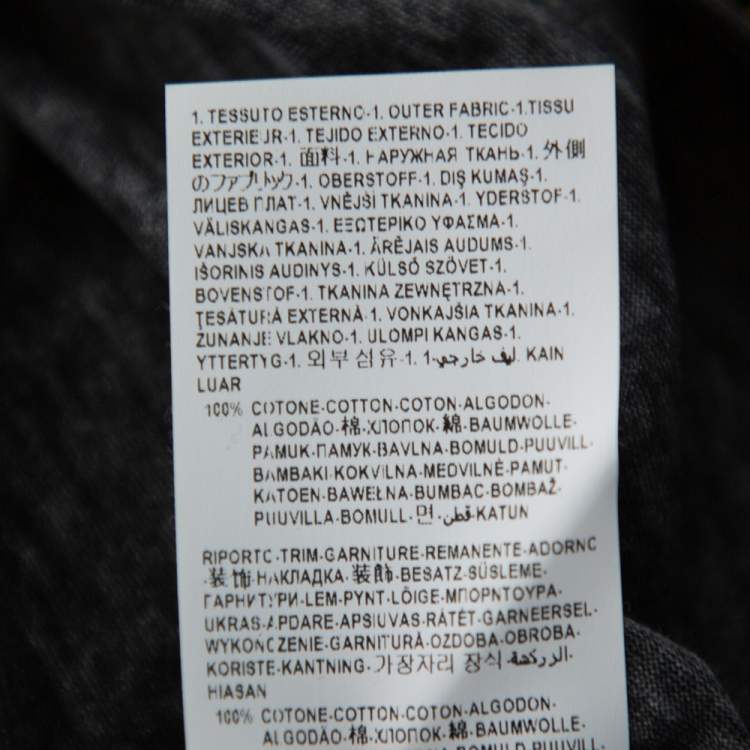 1. TESSUTO ESTERNO-1. OUTER FABRIC-1.TISSU
EXTERIEUR-1. TEJIDO EXTERNO-1. TECIDO
EXTERIOR-1. 面料-1. НАРУЖНАЯ ТКАНЬ-1. 外側
のファブリック-1. OBERSTOFF-1. DIŞ KUMAŞ-1.
ЛИЦЕВ ПЛАТ-1. VNĚJŠI TKANINA-1. YDERSTOF-1.
VÄLISKANGAS-1. ΕΞΩΤΕΡΙΚΟ ΥΦΑΣΜΑ-1.
VANJSKA TKANINA-1. ĀRĒJAIS AUDUMS-1.
IŠORINIS AUDINYS-1. KÜLSŐ SZÖVET-1.
BOVENSTOF-1. TKANINA ZEWNĘTRZNA-1.
ŢESĂTURĂ EXTERNĂ-1. VONKAJŠIA TKANINA-1.
ZUNANJE VLAKNO-1. ULOMPI KANGAS-1.
YTTERTYG-1. 외부 섬유-1. ليف خارجي-1. 1 KAIN
LUAR
100% COTONE-COTTON-COTON-ALGODON-
ALGODÃO-棉-ХЛОПОК-綿-BAUMWOLLE-
PAMUK-ПАМУК-BAVLNA-BOMULD-PUUVILL-
BAMBAKI-KOKVILNA-MEDVILNĖ-PAMUT-
KATOEN-BAWEŁNA-BUMBAC-BOMBAŽ-
PUUVILLA-BOMULL-면-قطن-KATUN
RIPORTO-TRIM-GARNITURE-REMANENTE-ADORNO
-装饰-НАКЛАДКА-装飾-BESATZ-SÜSLEME-
ГАРНИТУРИ-LEM-PYNT-LÕIGE-ΜΠΟΡΝΤΟΥΡΑ-
UKRAS-APDARE-APSIUVAS-RÁTÉT-GARNEERSEL-
WYKOŃCZENIE-GARNITURĂ-OZDOBA-OBROBA-
KORISTE-KANTNING-가장자리 장식-الزركشة-
HIASAN
100% COTONE-COTTON-COTON-ALGODON-
ALGODÃO-棉-ХЛОПОК-綿-BAUMWOLLE-